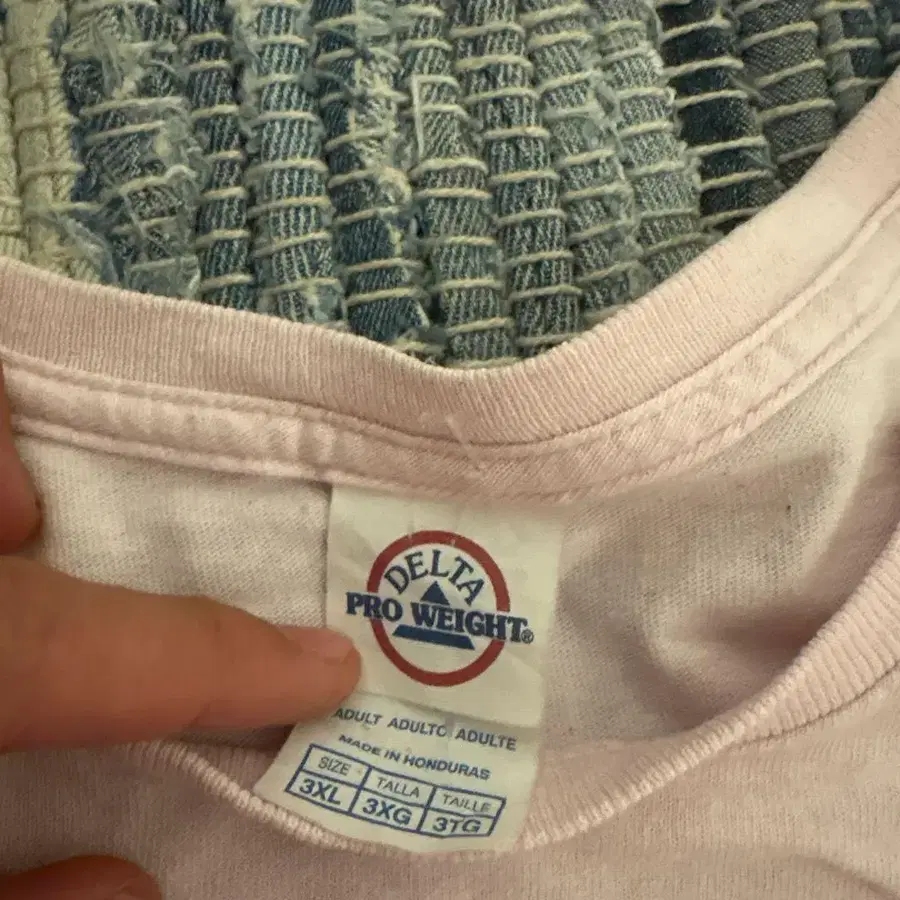 DELTA
PRO WEIGHT®
ADULT ADULTO ADULTE
MADE IN HONDURAS
SIZE TALLA TAILLE
3XL 3XG 3TG